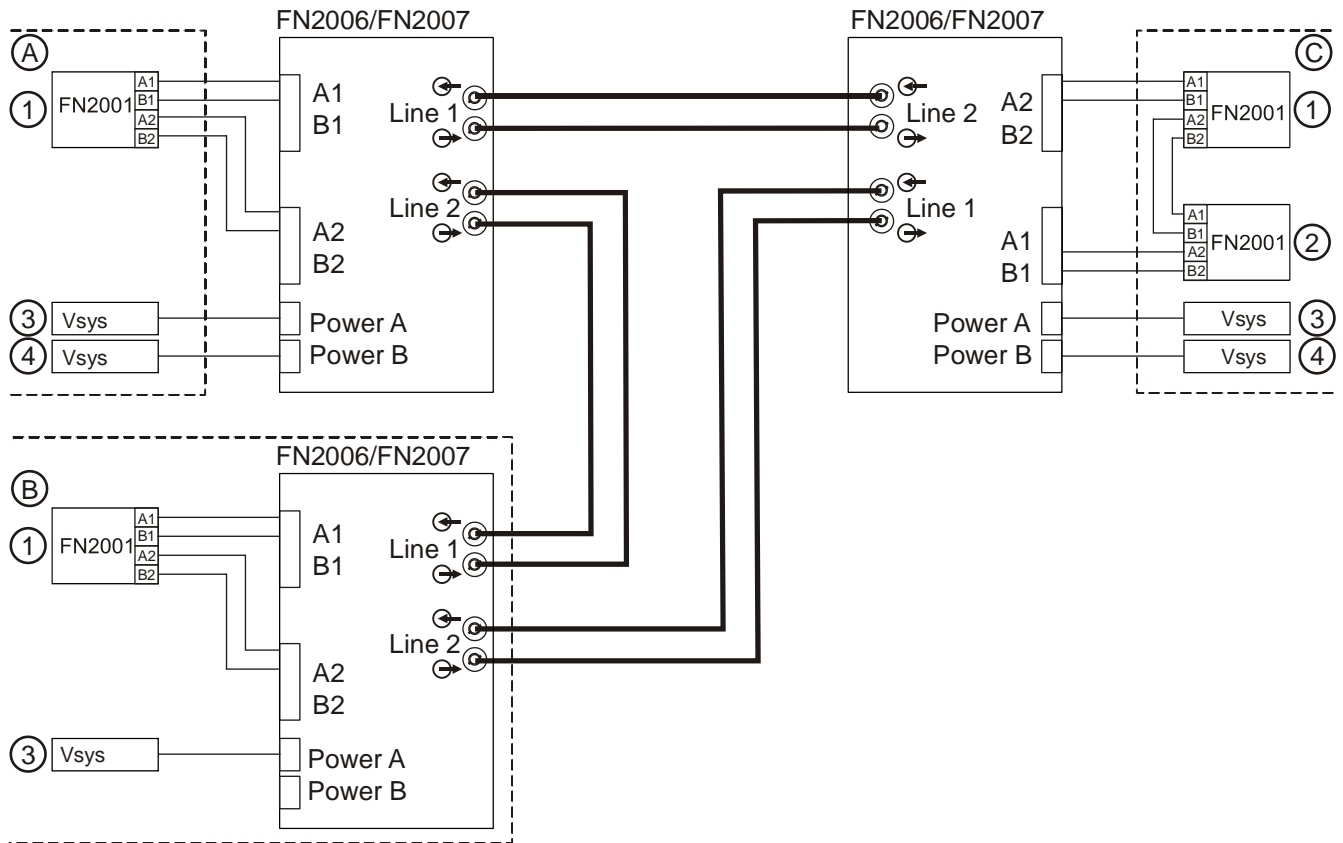 FN2006/FN2007
A
1
FN2001
A1
B1
A2
B2
A1
B1
Line 1
Line 2
A2
B2
3
Vsys
Power A
4
Vsys
Power B
FN2006/FN2007
Line 2
A2
B2
Line 1
A1
B1
Power A
Power B
C
A1
B1
A2
B2
FN2001
1
A1
B1
A2
B2
FN2001
2
Vsys
3
Vsys
4
FN2006/FN2007
B
1
FN2001
A1
B1
A2
B2
A1
B1
Line 1
Line 2
A2
B2
3
Vsys
Power A
Power B